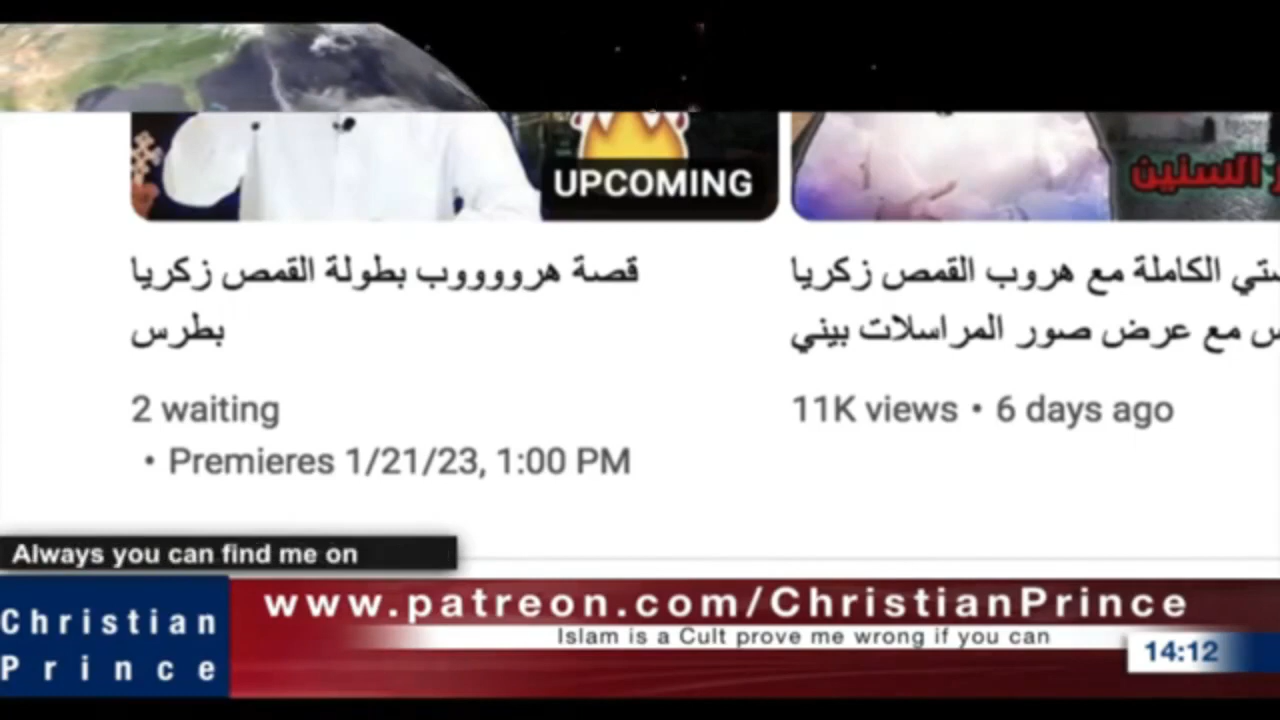 السنين
UPCOMING
قصة هرووووب بطولة القمص زكريا
بطرس
2 waiting
• Premieres 1/21/23, 1:00 PM
الكاملة مع هروب القمص زكريا
مع عرض صور المراسلات بيني
11K views • 6 days ago
Always you can find me on
Christian
Prince
www.patreon.com/ChristianPrince
Islam is a Cult prove me wrong if you can
14:12